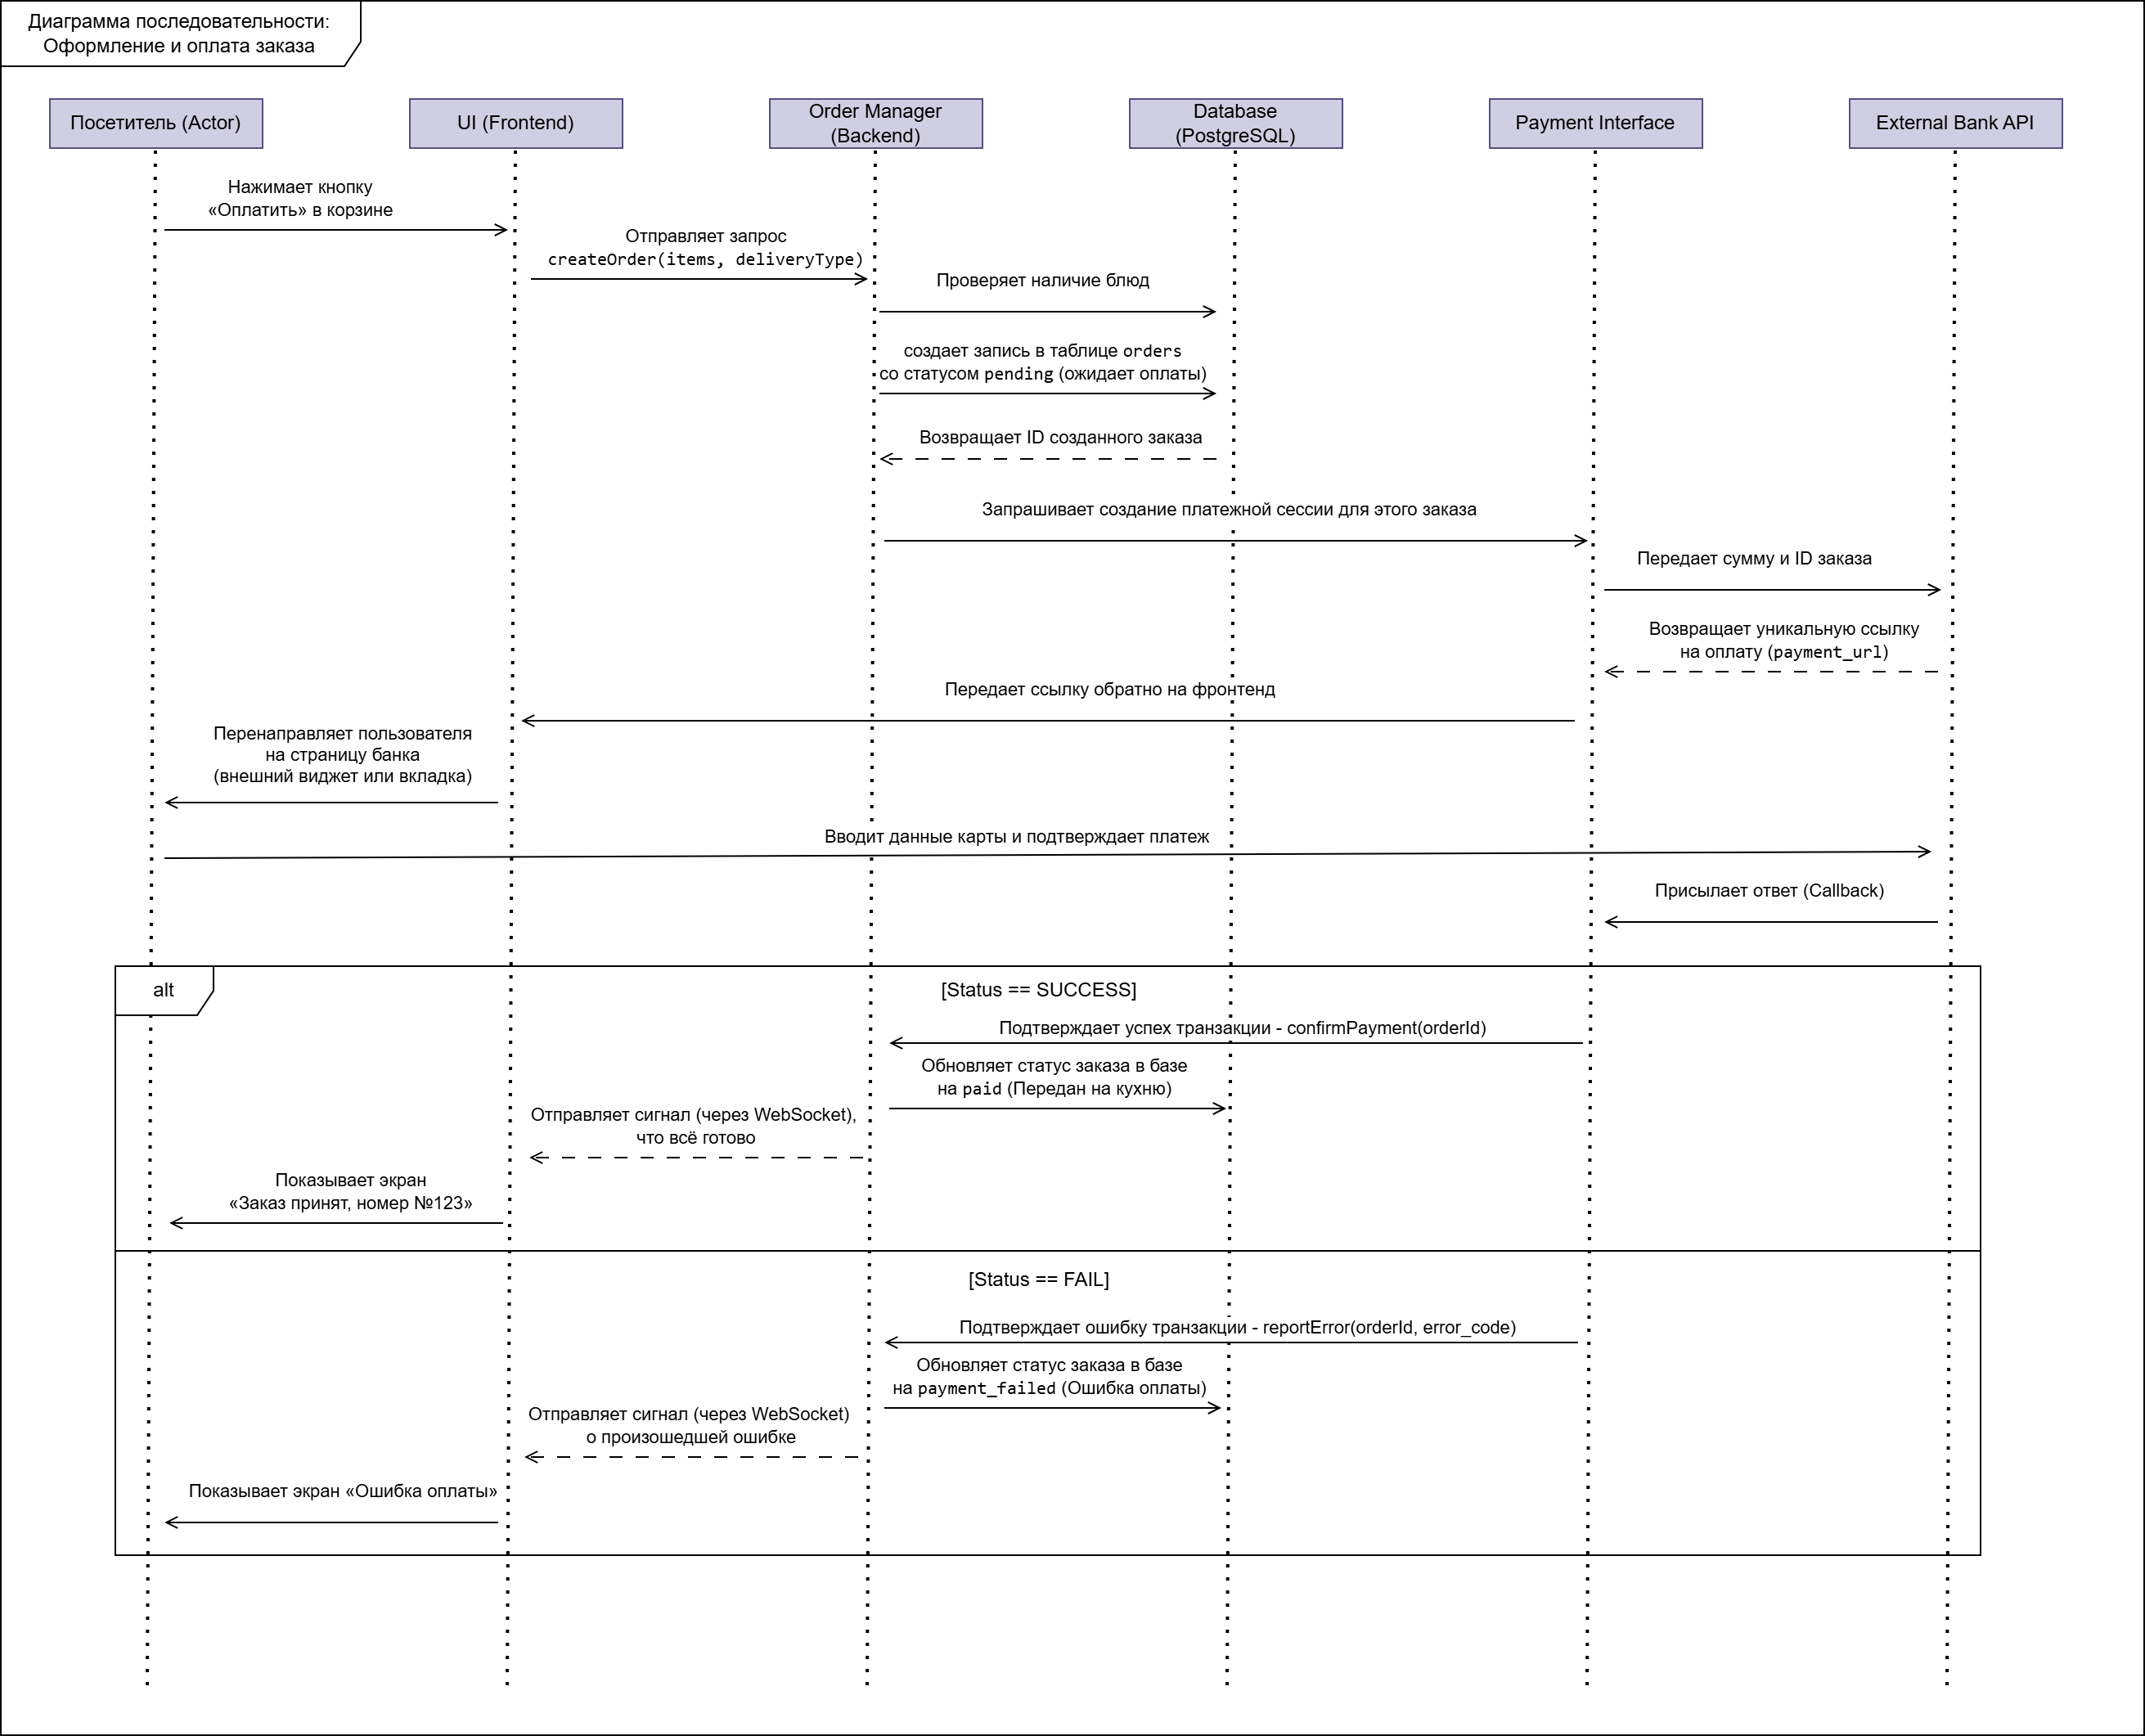 Диаграмма последовательности:
Оформление и оплата заказа
Посетитель (Actor)
UI (Frontend)
Order Manager
(Backend)
Database
(PostgreSQL)
Payment Interface
External Bank API
Нажимает кнопку
«Оплатить» в корзине
Отправляет запрос
createOrder(items, deliveryType)
Проверяет наличие блюд
создает запись в таблице orders
со статусом pending (ожидает оплаты)
Возвращает ID созданного заказа
Запрашивает создание платежной сессии для этого заказа
Передает сумму и ID заказа
Возвращает уникальную ссылку
на оплату (payment_url)
Передает ссылку обратно на фронтенд
Перенаправляет пользователя
на страницу банка
(внешний виджет или вкладка)
Вводит данные карты и подтверждает платеж
Присылает ответ (Callback)
alt
[Status == SUCCESS]
Подтверждает успех транзакции - confirmPayment(orderId)
Обновляет статус заказа в базе
на paid (Передан на кухню)
Отправляет сигнал (через WebSocket),
что всё готово
Показывает экран
«Заказ принят, номер №123»
[Status == FAIL]
Подтверждает ошибку транзакции - reportError(orderId, error_code)
Обновляет статус заказа в базе
на payment_failed (Ошибка оплаты)
Отправляет сигнал (через WebSocket)
о произошедшей ошибке
Показывает экран «Ошибка оплаты»